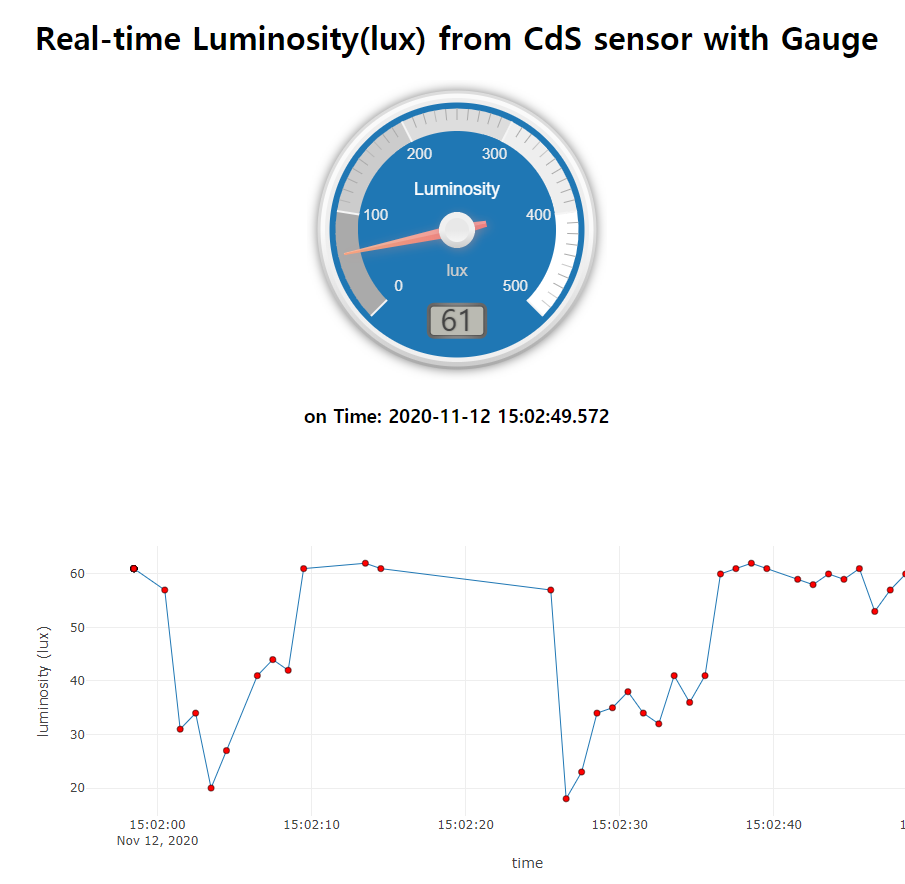 Real-time Luminosity(lux) from CdS sensor with Gauge
200 300
Luminosity
100 400
lux
0 500
61
on Time: 2020-11-12 15:02:49.572
60
50
40
30
20
luminosity (lux)
15:02:00 15:02:10 15:02:20 15:02:30 15:02:40
Nov 12, 2020
time